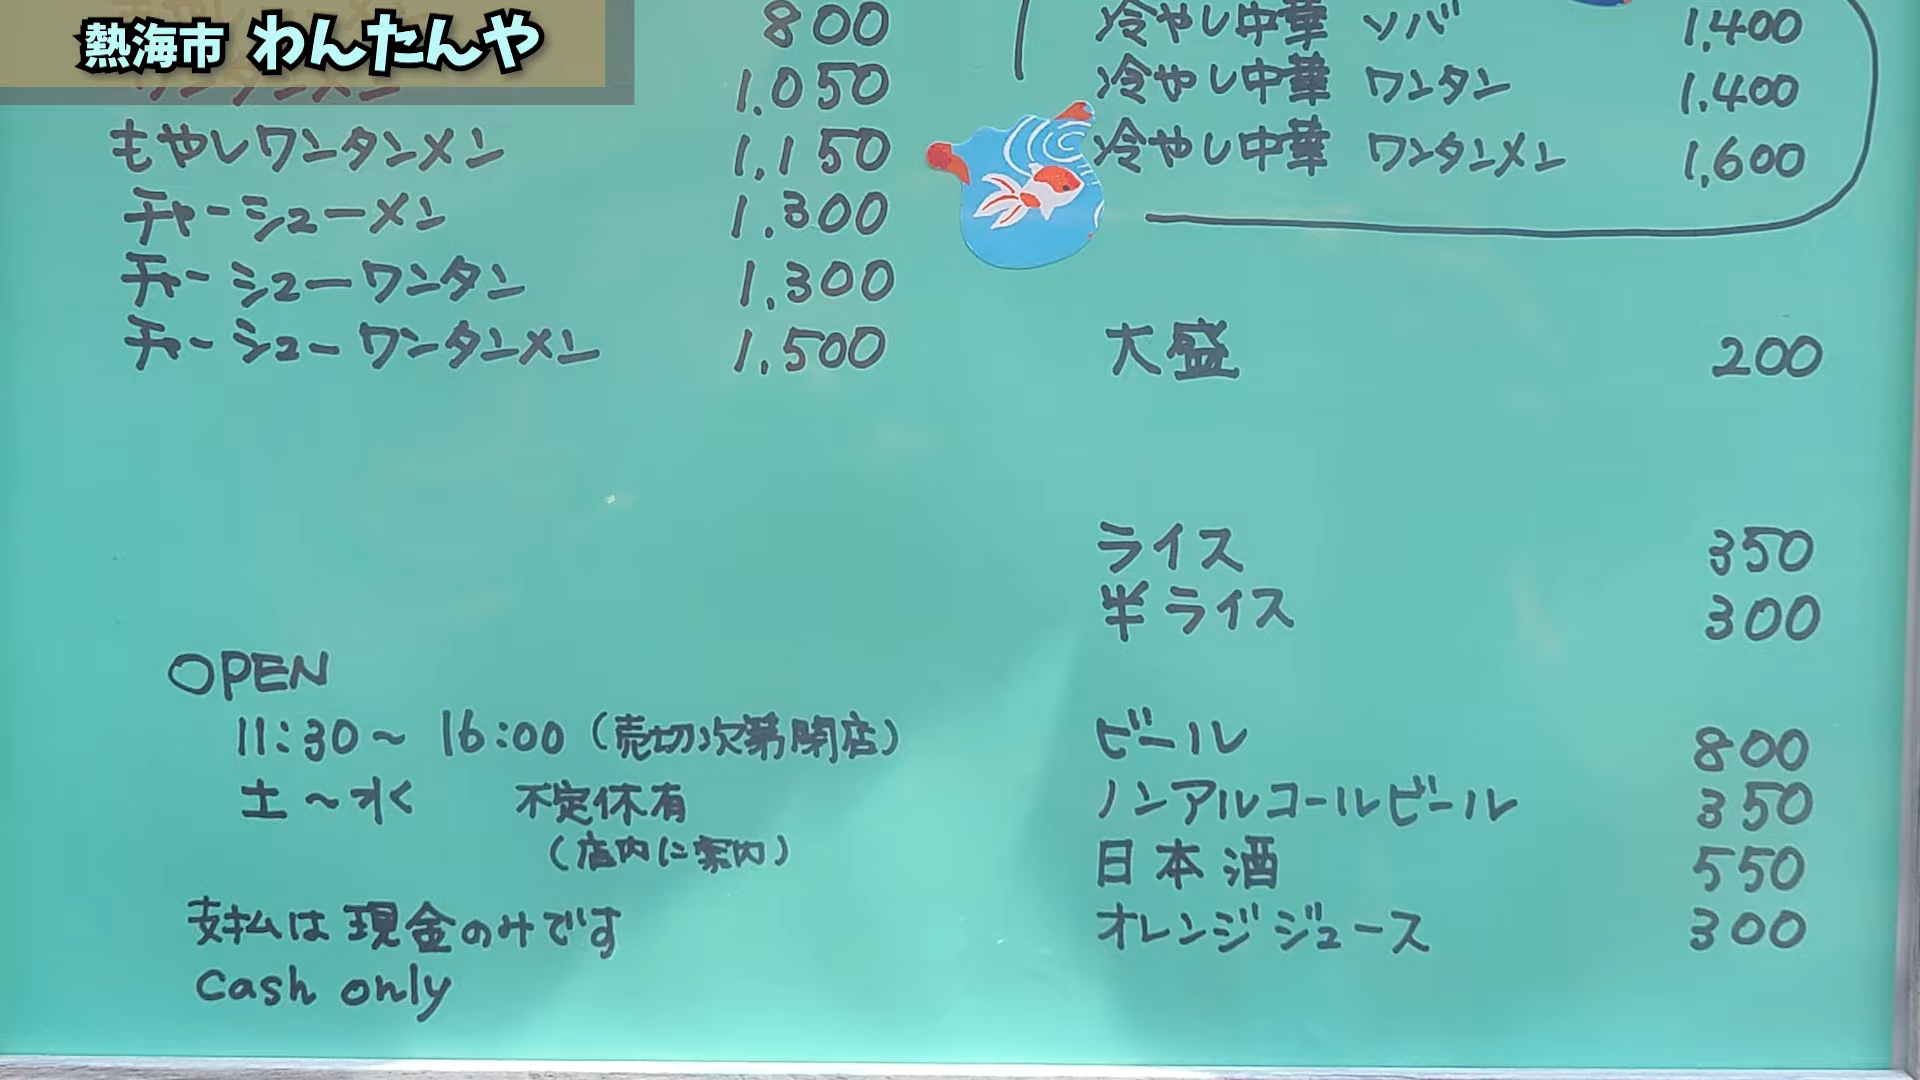 熱海市 わんたんや
800
ワンタンメン 1,050
もやしワンタンメン 1,150
チャーシューメン 1,300
チャーシューワンタン 1,300
チャーシューワンタンメン 1,500
OPEN
11:30～16:00(売切次第閉店)
土～水 不定休有
(店内に案内)
支払は現金のみです
Cash only
冷やし中華 ソバ 1,400
冷やし中華 ワンタン 1,400
冷やし中華 ワンタンメン 1,600
大盛 200
ライス 350
半ライス 300
ビール 800
ノンアルコールビール 350
日本酒 550
オレンジジュース 300